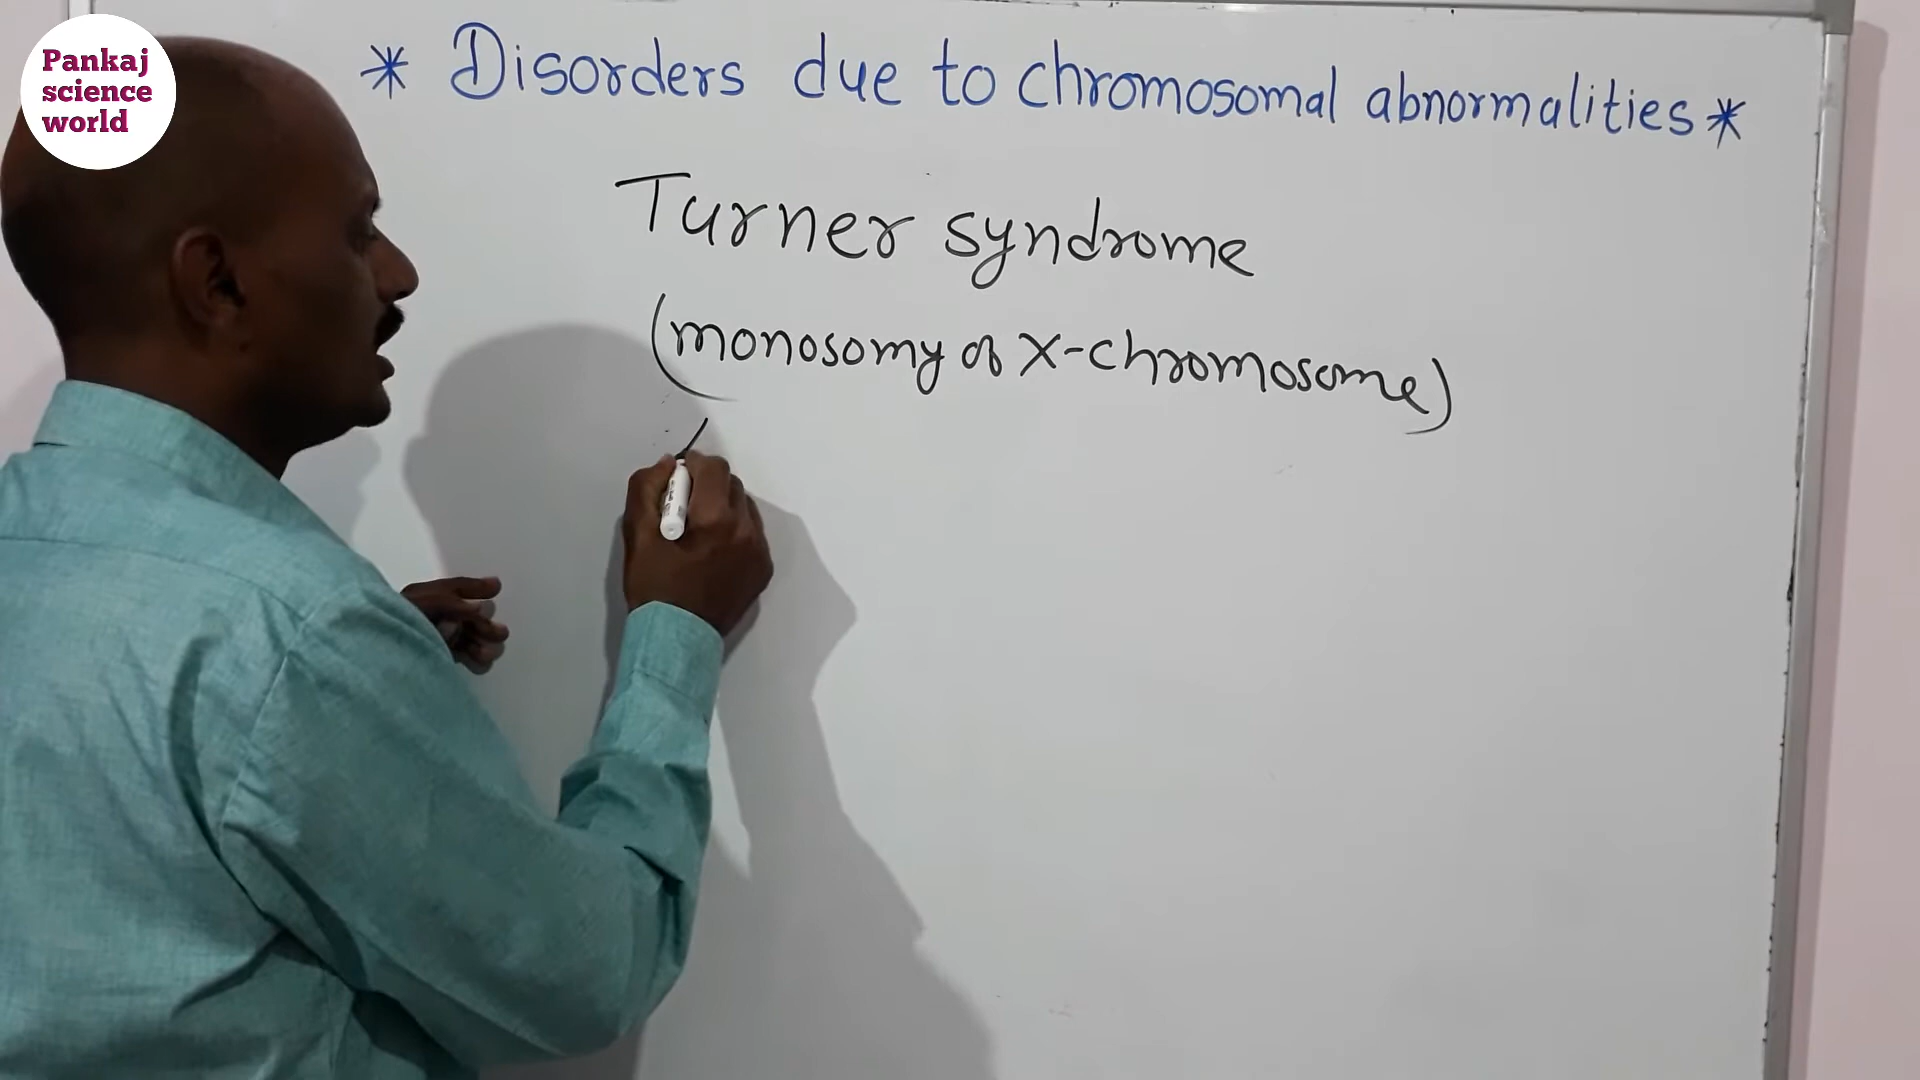 Pankaj
science
world
* Disorders due to chromosomal abnormalities *
Turner syndrome
(monosomy of X-chromosome)